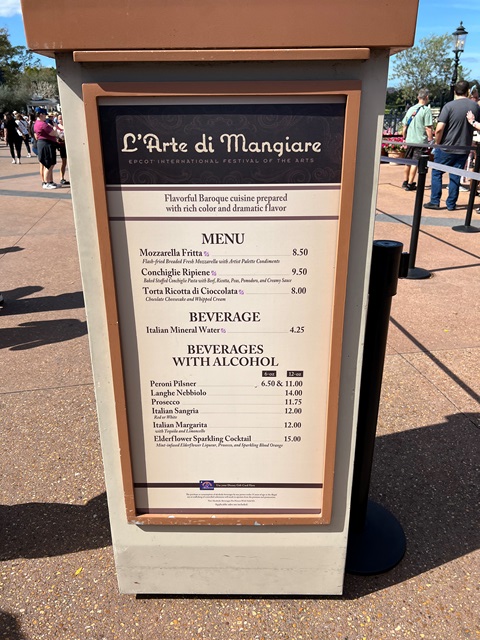 L'Arte di Mangiare
EPCOT INTERNATIONAL FESTIVAL OF THE ARTS
Flavorful Baroque cuisine prepared
with rich color and dramatic flavor
MENU
Mozzarella Fritta 8.50
Flash-fried Breaded Fresh Mozzarella with Artist Palette Condiments
Conchiglie Ripiene 9.50
Baked Stuffed Conchiglie Pasta with Beef, Ricotta, Peas, Pomodoro, and Creamy Sauce
Torta Ricotta di Cioccolata 8.00
Chocolate Cheesecake and Whipped Cream
BEVERAGE
Italian Mineral Water 4.25
BEVERAGES
WITH ALCOHOL
6-oz 12-oz
Peroni Pilsner 6.50 & 11.00
Langhe Nebbiolo 14.00
Prosecco 11.75
Italian Sangria 12.00
Red or White
Italian Margarita 12.00
with Tequila and Limoncello
Elderflower Sparkling Cocktail 15.00
Mint-infused Elderflower Liqueur, Prosecco, and Sparkling Blood Orange